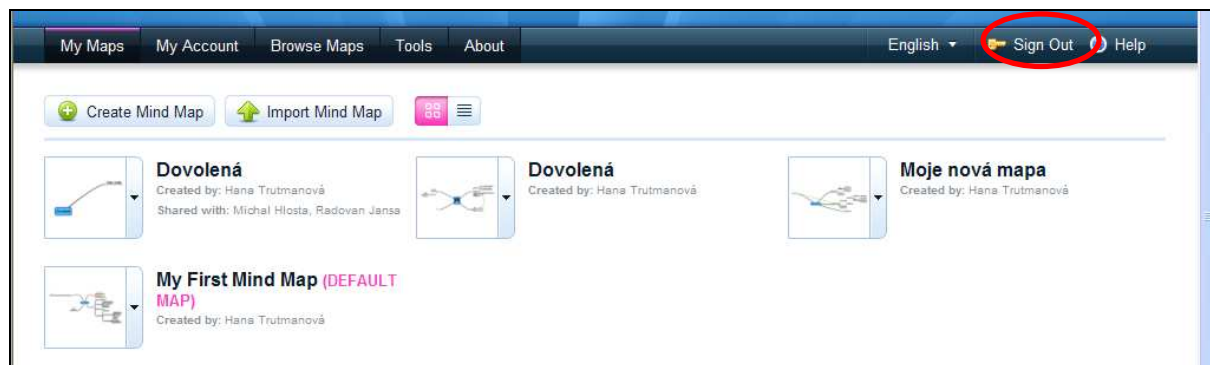 My Maps My Account Browse Maps Tools About English Sign Out Help
Create Mind Map Import Mind Map
Dovolená
Created by: Hana Trutmanová
Shared with: Michal Hlosta, Radovan Jansa
Dovolená
Created by: Hana Trutmanová
Moje nová mapa
Created by: Hana Trutmanová
My First Mind Map (DEFAULT
MAP)
Created by: Hana Trutmanová